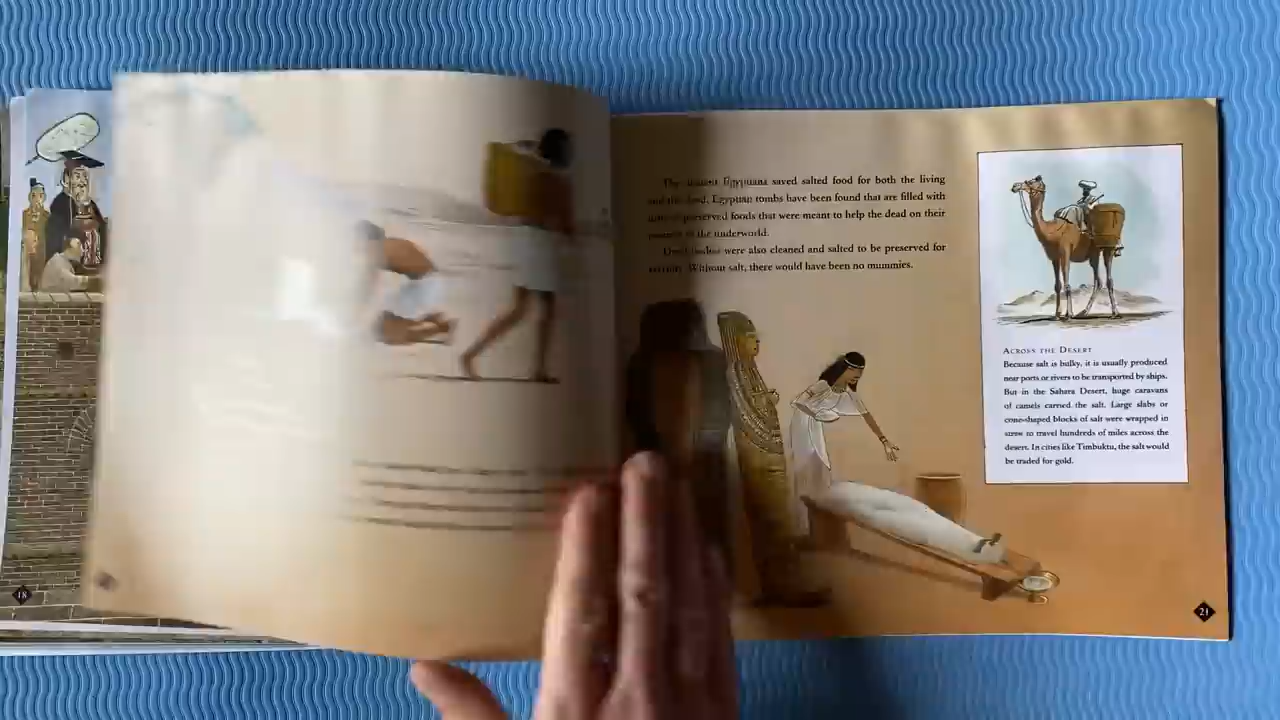 18
The ancient Egyptians saved salted food for both the living
and the dead. Egyptian tombs have been found that are filled with
preserved foods that were meant to help the dead on their
the underworld.
were also cleaned and salted to be preserved for
Without salt, there would have been no mummies.
ACROSS THE DESERT
Because salt is bulky, it is usually produced
near ports or rivers to be transported by ships.
But in the Sahara Desert, huge caravans
of camels carried the salt. Large slabs or
cone-shaped blocks of salt were wrapped in
straw to travel hundreds of miles across the
desert. In cities like Timbuktu, the salt would
be traded for gold.
21